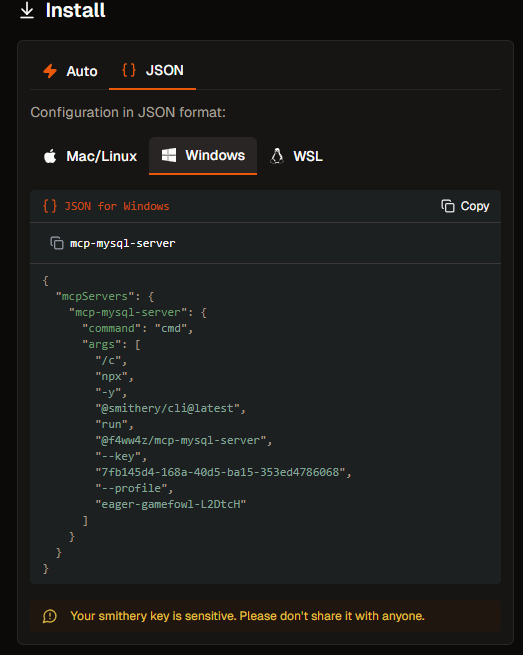 Install
Auto
{ } JSON
Configuration in JSON format:
Mac/Linux
Windows
WSL
{ } JSON for Windows
Copy
mcp-mysql-server
{
  "mcpServers": {
    "mcp-mysql-server": {
      "command": "cmd",
      "args": [
        "/c",
        "npx",
        "-y",
        "@smithery/cli@latest",
        "run",
        "@f4ww4z/mcp-mysql-server",
        "--key",
        "7fb145d4-168a-40d5-ba15-353ed4786068",
        "--profile",
        "eager-gamefowl-L2DtcH"
      ]
    }
  }
}
Your smithery key is sensitive. Please don't share it with anyone.